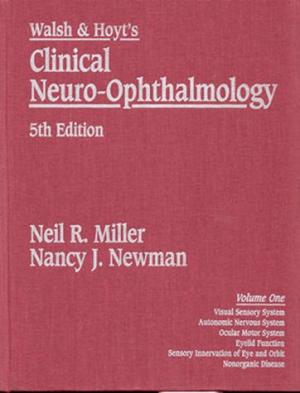 Walsh & Hoyt's
Clinical
Neuro-Ophthalmology
5th Edition
Neil R. Miller
Nancy J. Newman
Volume One
Visual Sensory System
Autonomic Nervous System
Ocular Motor System
Eyelid Function
Sensory Innervation of Eye and Orbit
Nonorganic Disease